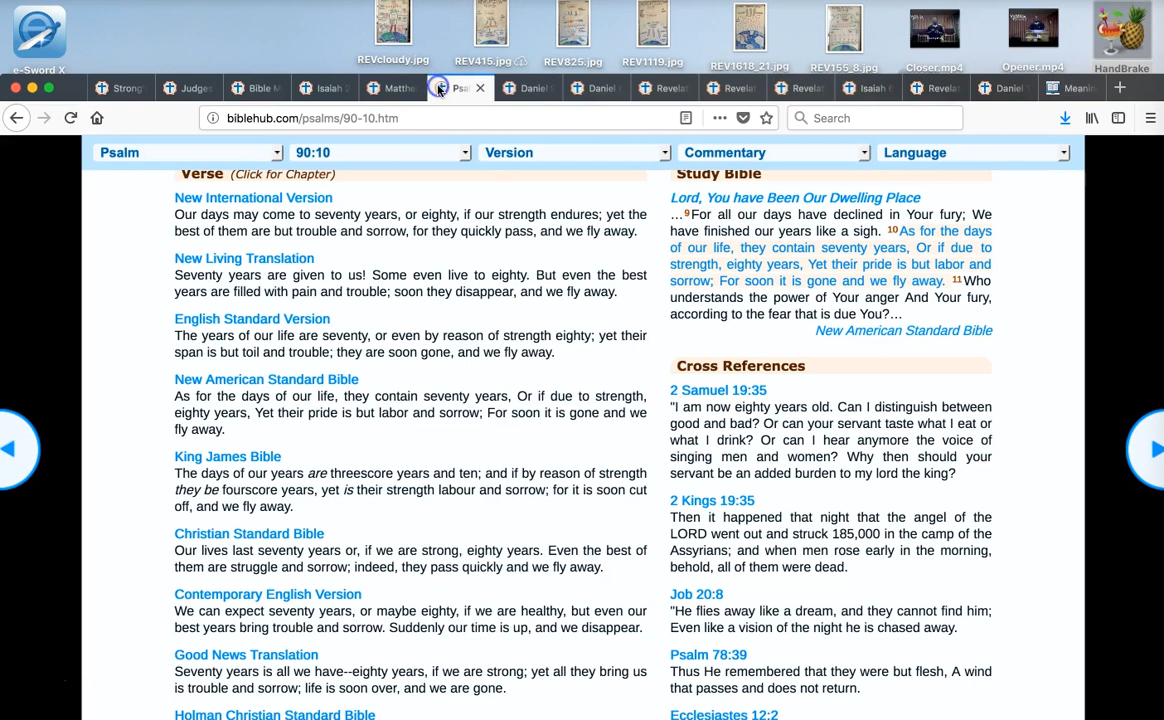 e-Sword X
REVcloudy.jpg
REV415.jpg
REV825.jpg
REV1119.jpg
REV1618_21.jpg
REV155_8.jpg
Closer.mp4
Opener.mp4
HandBrake
Strong'
Judges
Bible M
Isaiah 2
Matthe
Psa
Daniel
Daniel
Revelat
Revelat
Revelat
Isaiah
Revelat
Daniel
Meanin
biblehub.com/psalms/90-10.htm
Search
Psalm
90:10
Version
Commentary
Language
Verse (Click for Chapter)
New International Version
Our days may come to seventy years, or eighty, if our strength endures; yet the
best of them are but trouble and sorrow, for they quickly pass, and we fly away.
New Living Translation
Seventy years are given to us! Some even live to eighty. But even the best
years are filled with pain and trouble; soon they disappear, and we fly away.
English Standard Version
The years of our life are seventy, or even by reason of strength eighty; yet their
span is but toil and trouble; they are soon gone, and we fly away.
New American Standard Bible
As for the days of our life, they contain seventy years, Or if due to strength,
eighty years, Yet their pride is but labor and sorrow; For soon it is gone and we
fly away.
King James Bible
The days of our years are threescore years and ten; and if by reason of strength
they be fourscore years, yet is their strength labour and sorrow; for it is soon cut
off, and we fly away.
Christian Standard Bible
Our lives last seventy years or, if we are strong, eighty years. Even the best of
them are struggle and sorrow; indeed, they pass quickly and we fly away.
Contemporary English Version
We can expect seventy years, or maybe eighty, if we are healthy, but even our
best years bring trouble and sorrow. Suddenly our time is up, and we disappear.
Good News Translation
Seventy years is all we have--eighty years, if we are strong; yet all they bring us
is trouble and sorrow; life is soon over, and we are gone.
Holman Christian Standard Bible
Study Bible
Lord, You have Been Our Dwelling Place
…9For all our days have declined in Your fury; We
have finished our years like a sigh. 10As for the days
of our life, they contain seventy years, Or if due to
strength, eighty years, Yet their pride is but labor and
sorrow; For soon it is gone and we fly away. 11Who
understands the power of Your anger And Your fury,
according to the fear that is due You?…
New American Standard Bible
Cross References
2 Samuel 19:35
"I am now eighty years old. Can I distinguish between
good and bad? Or can your servant taste what I eat or
what I drink? Or can I hear anymore the voice of
singing men and women? Why then should your
servant be an added burden to my lord the king?
2 Kings 19:35
Then it happened that night that the angel of the
LORD went out and struck 185,000 in the camp of the
Assyrians; and when men rose early in the morning,
behold, all of them were dead.
Job 20:8
"He flies away like a dream, and they cannot find him;
Even like a vision of the night he is chased away.
Psalm 78:39
Thus He remembered that they were but flesh, A wind
that passes and does not return.
Ecclesiastes 12:2